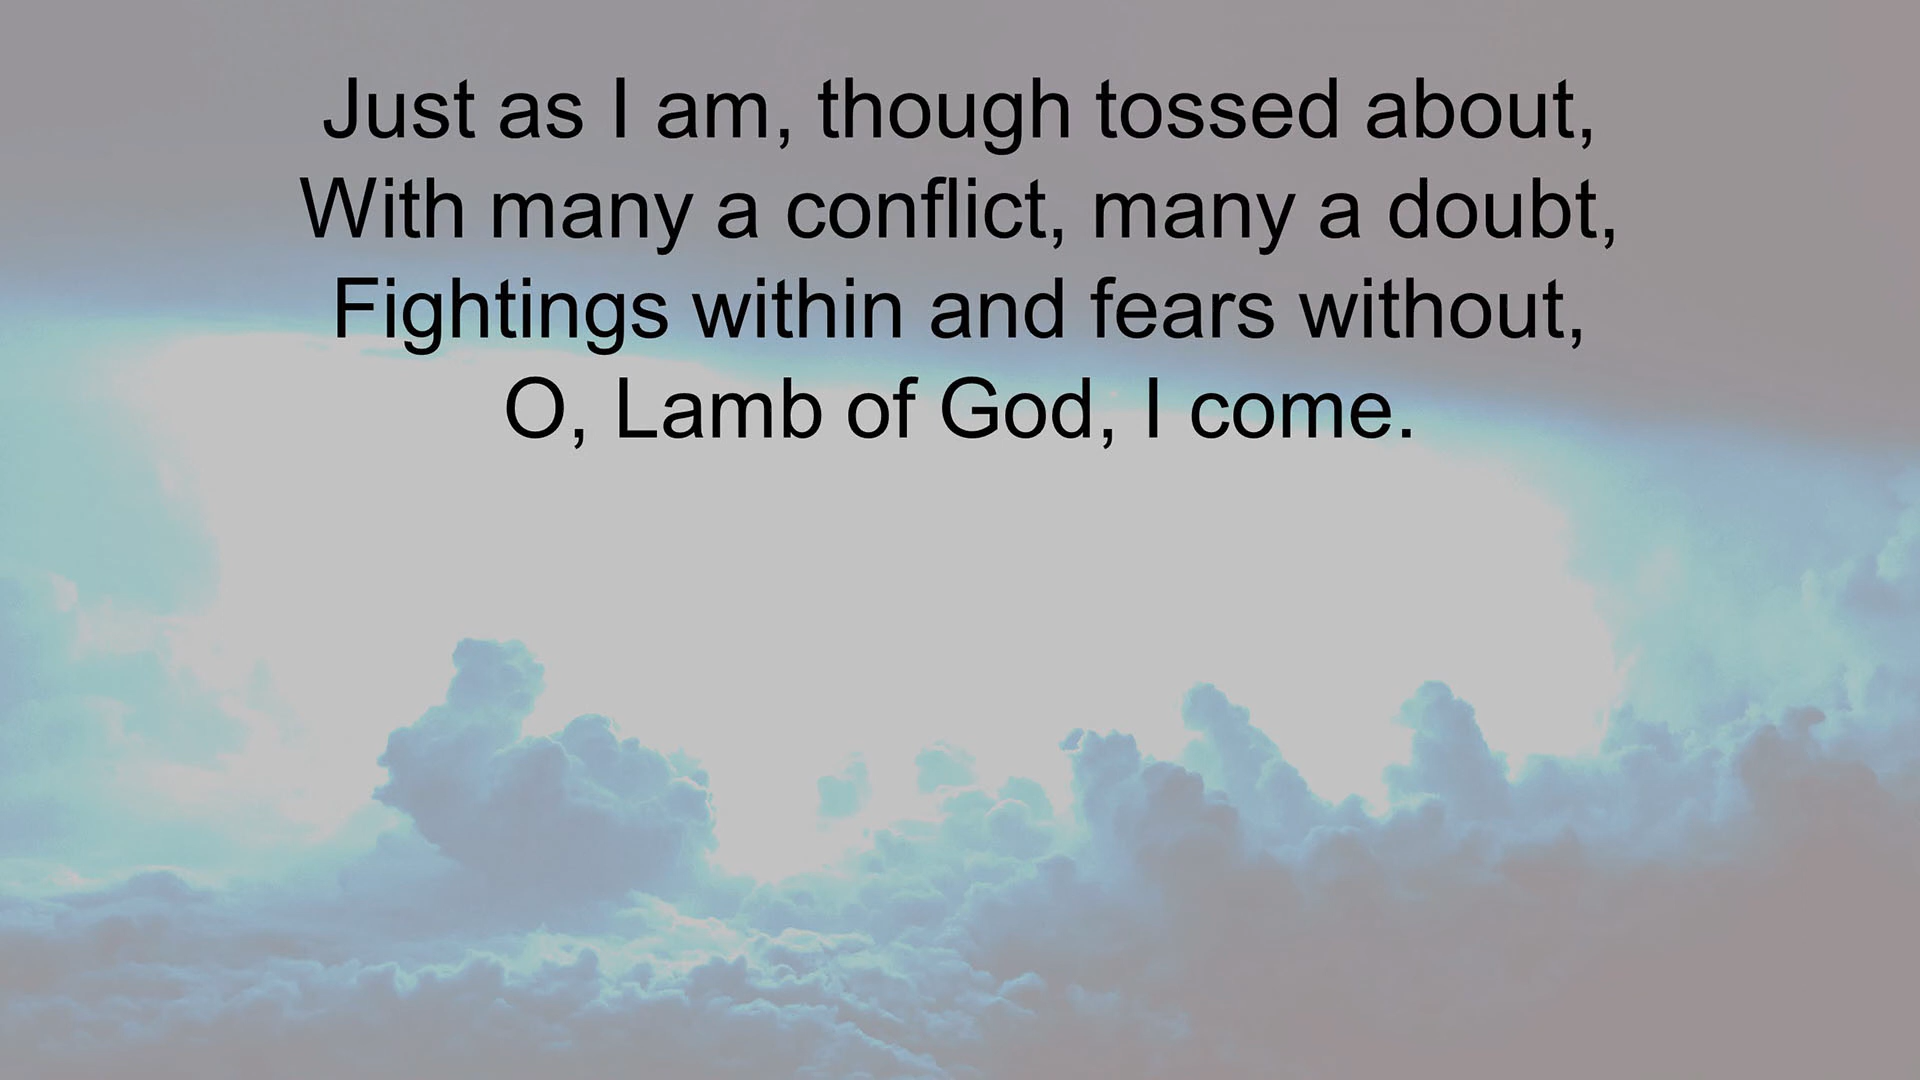 Just as I am, though tossed about,
With many a conflict, many a doubt,
Fightings within and fears without,
O, Lamb of God, I come.